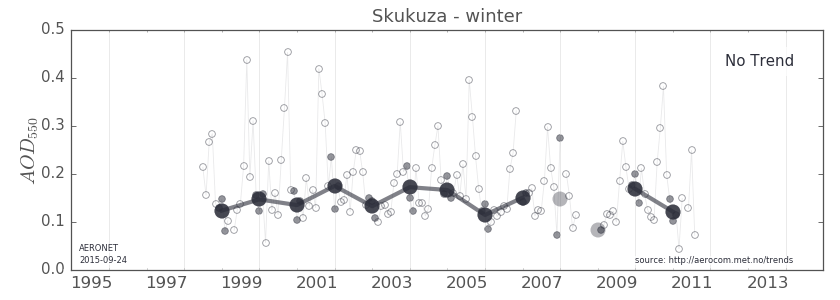 Skukuza - winter
0.5
No Trend
0.4
0.3
AOD550
0.2
0.1
AERONET
2015-09-24
source: http://aerocom.met.no/trends
0.0
1995 1997 1999 2001 2003 2005 2007 2009 2011 2013